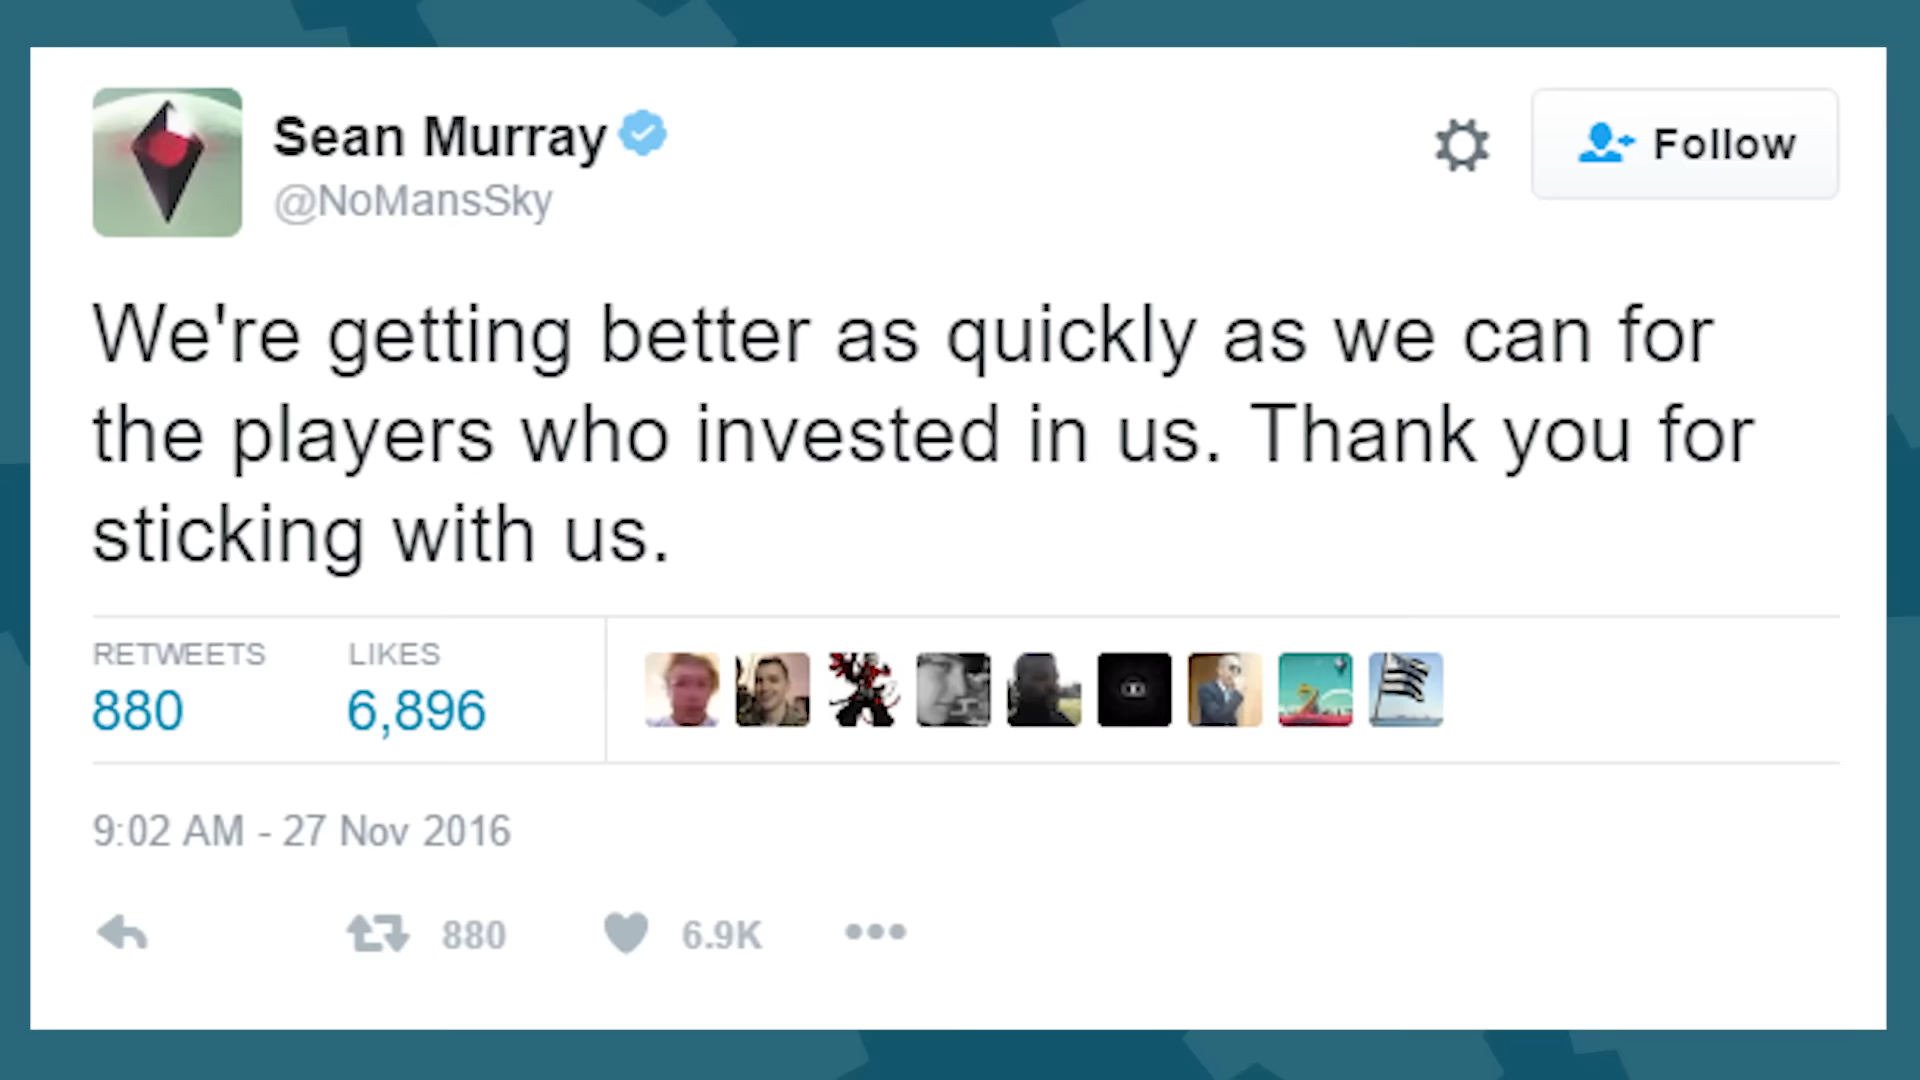 Sean Murray
@NoMansSky
Follow
We're getting better as quickly as we can for
the players who invested in us. Thank you for
sticking with us.
RETWEETS LIKES
880 6,896
9:02 AM - 27 Nov 2016
880 6.9K